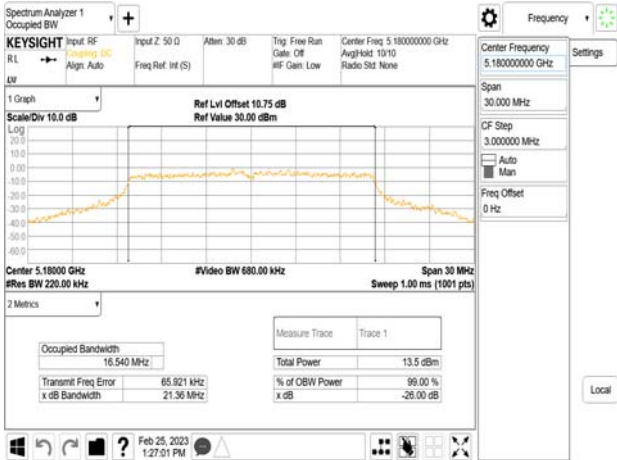 Spectrum Analyzer 1
Occupied BW
Frequency
KEYSIGHT
RL
Input: RF
Coupling: DC
Align: Auto
Input Z: 50 Ω
Freq Ref: Int (S)
Atten: 30 dB
Trig: Free Run
Gate: Off
#IF Gain: Low
Center Freq: 5.180000000 GHz
Avg|Hold: 10/10
Radio Std: None
Center Frequency
5.180000000 GHz
Settings
Span
30.000 MHz
CF Step
3.000000 MHz
Auto
Man
Freq Offset
0 Hz
Local
1 Graph
Scale/Div 10.0 dB
Ref Lvl Offset 10.75 dB
Ref Value 30.00 dBm
Log
20.0
10.0
0.00
-10.0
-20.0
-30.0
-40.0
-50.0
-60.0
Center 5.18000 GHz
#Video BW 680.00 kHz
Span 30 MHz
#Res BW 220.00 kHz
Sweep 1.00 ms (1001 pts)
2 Metrics
Measure Trace
Trace 1
Occupied Bandwidth
16.540 MHz
Total Power
13.5 dBm
Transmit Freq Error
65.921 kHz
% of OBW Power
99.00 %
x dB Bandwidth
21.36 MHz
x dB
-26.00 dB
?
Feb 25, 2023
1:27:01 PM